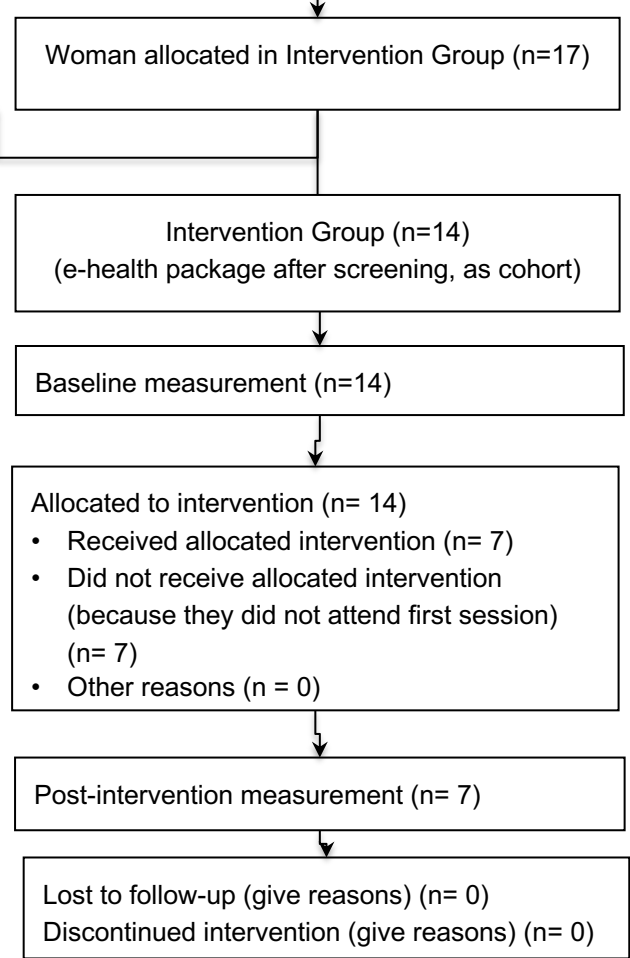 Woman allocated in Intervention Group (n=17)
Intervention Group (n=14)
(e-health package after screening, as cohort)
Baseline measurement (n=14)
Allocated to intervention (n= 14)
• Received allocated intervention (n= 7)
• Did not receive allocated intervention
(because they did not attend first session)
(n= 7)
• Other reasons (n = 0)
Post-intervention measurement (n= 7)
Lost to follow-up (give reasons) (n= 0)
Discontinued intervention (give reasons) (n= 0)